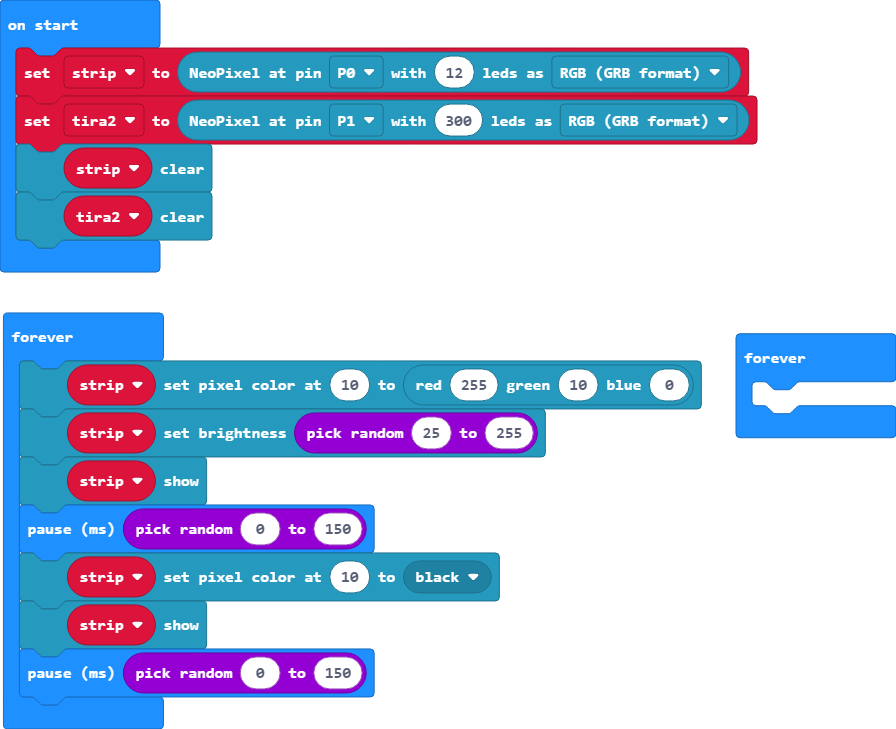 on start
set strip to NeoPixel at pin P0 with 12 leds as RGB (GRB format)
set tira2 to NeoPixel at pin P1 with 300 leds as RGB (GRB format)
strip clear
tira2 clear
forever
strip set pixel color at 10 to red 255 green 10 blue 0
strip set brightness pick random 25 to 255
strip show
pause (ms) pick random 0 to 150
strip set pixel color at 10 to black
strip show
pause (ms) pick random 0 to 150
forever